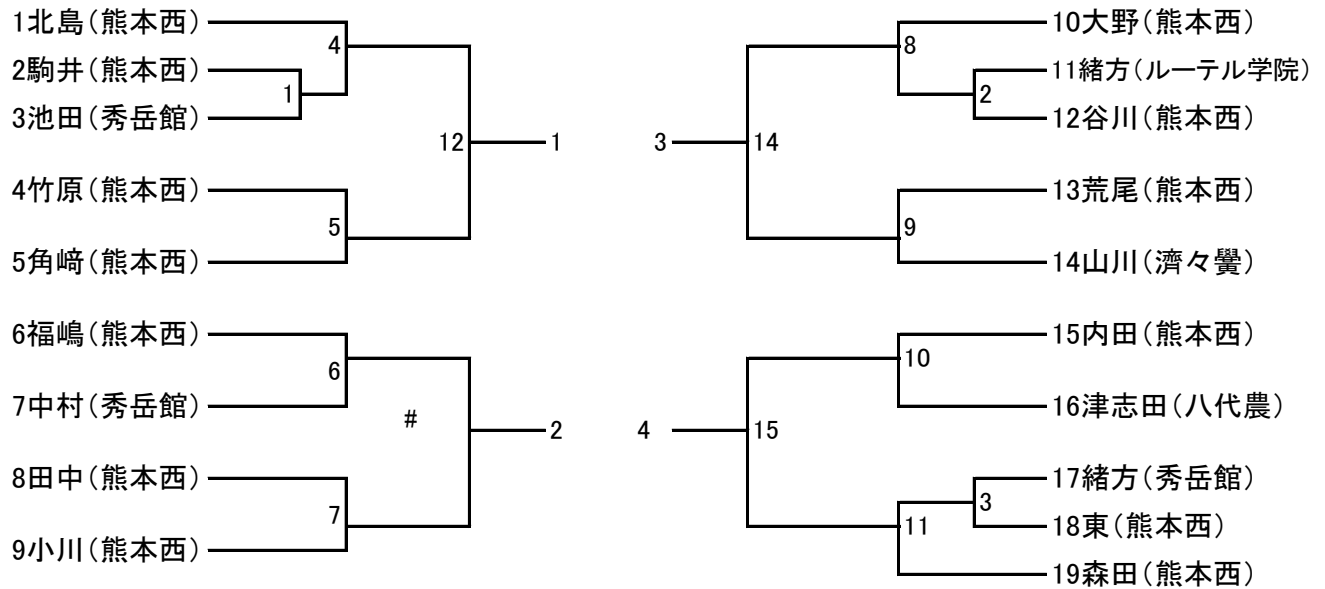 1北島(熊本西)
4
2駒井(熊本西)
1
3池田(秀岳館)
12
1
4竹原(熊本西)
5
5角﨑(熊本西)
6福嶋(熊本西)
6
7中村(秀岳館)
#
2
8田中(熊本西)
7
9小川(熊本西)
10大野(熊本西)
8
11緒方(ルーテル学院)
2
12谷川(熊本西)
3
14
13荒尾(熊本西)
9
14山川(濟々黌)
15内田(熊本西)
10
16津志田(八代農)
4
15
17緒方(秀岳館)
3
18東(熊本西)
11
19森田(熊本西)